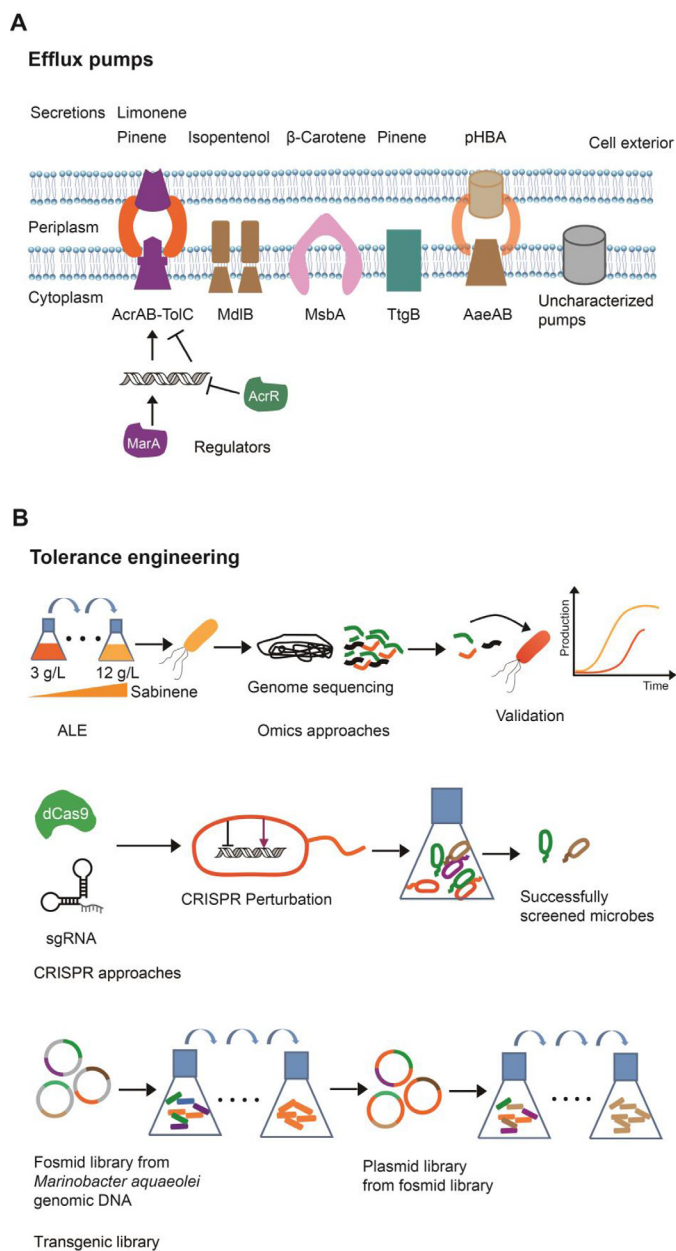 A
Efflux pumps
Secretions
Limonene
Pinene
Isopentenol
β-Carotene
Pinene
pHBA
Cell exterior
Periplasm
Cytoplasm
AcrAB-TolC
MdlB
MsbA
TtgB
AaeAB
Uncharacterized
pumps
AcrR
MarA
Regulators
B
Tolerance engineering
3 g/L
12 g/L
Sabinene
ALE
Genome sequencing
Omics approaches
Validation
Production
Time
dCas9
sgRNA
CRISPR approaches
CRISPR Perturbation
Successfully
screened microbes
Fosmid library from
Marinobacter aquaeolei
genomic DNA
Plasmid library
from fosmid library
Transgenic library